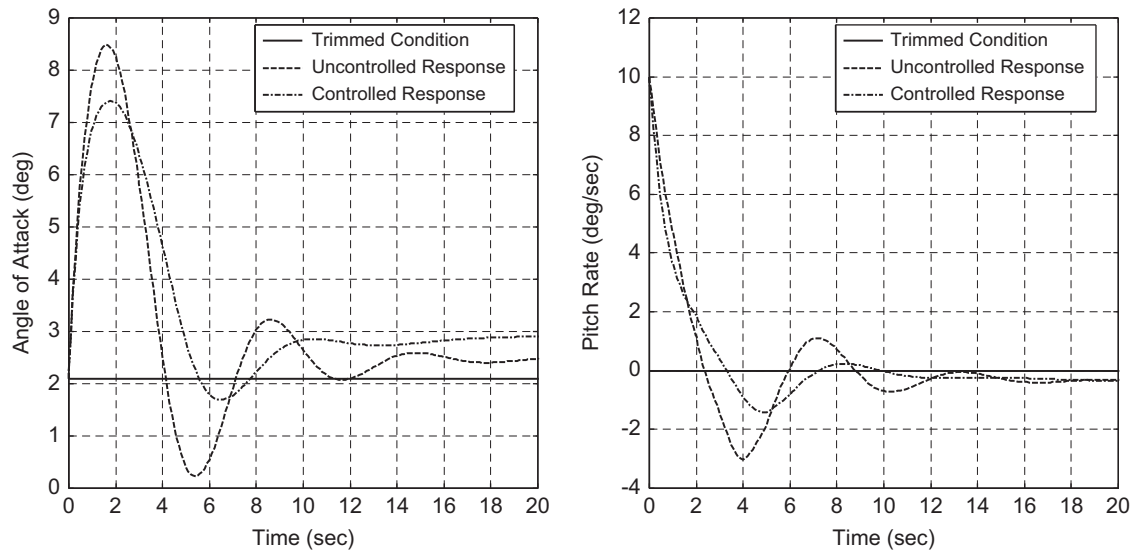 9
8
7
6
5
4
3
2
1
0
Angle of Attack (deg)
Trimmed Condition
Uncontrolled Response
Controlled Response
0 2 4 6 8 10 12 14 16 18 20
Time (sec)
12
10
8
6
4
2
0
-2
-4
Pitch Rate (deg/sec)
Trimmed Condition
Uncontrolled Response
Controlled Response
0 2 4 6 8 10 12 14 16 18 20
Time (sec)